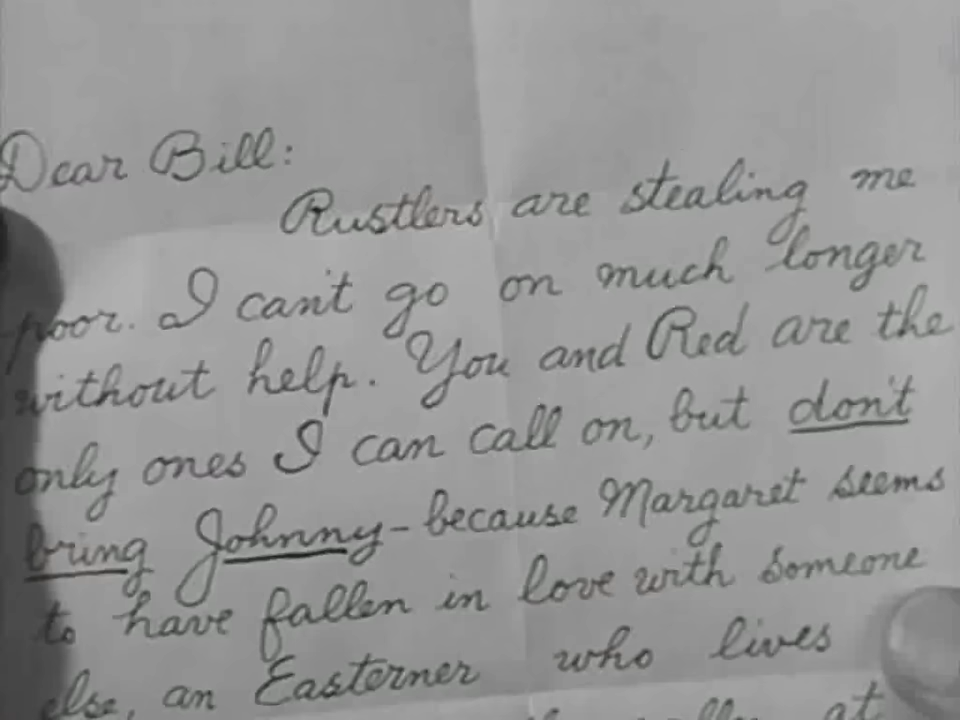 Dear Bill:
Rustlers are stealing me
poor. I can't go on much longer
without help. You and Red are the
only ones I can call on, but don't
bring Johnny - because Margaret seems
to have fallen in love with someone
else, an Easterner who lives
at